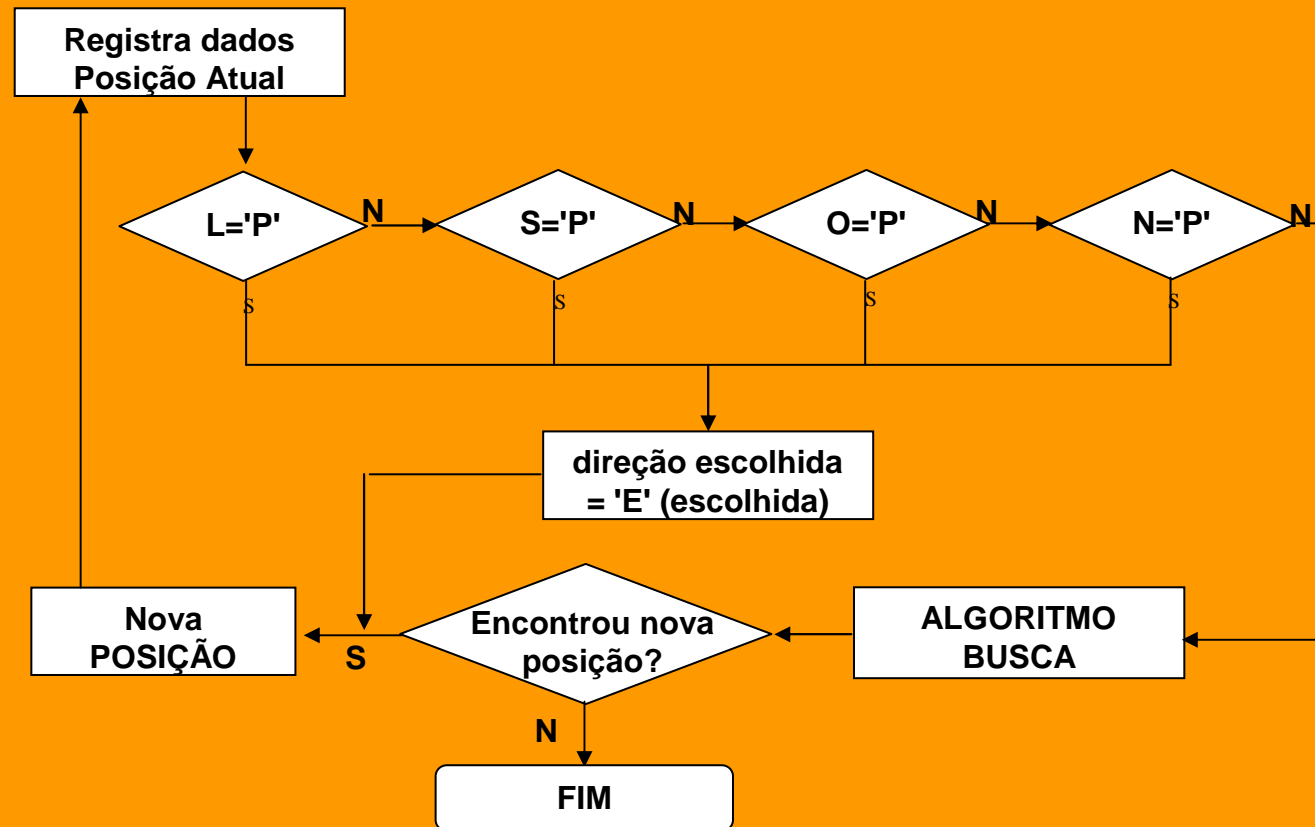 Registra dados
Posição Atual
L='P'
N
S='P'
N
O='P'
N
N='P'
N
S
S
S
S
direção escolhida
= 'E' (escolhida)
Nova
POSIÇÃO
S
Encontrou nova
posição?
ALGORITMO
BUSCA
N
FIM